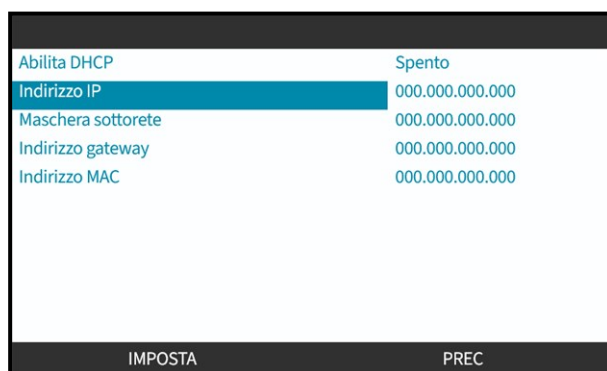 Abilita DHCP Spento
Indirizzo IP 000.000.000.000
Maschera sottorete 000.000.000.000
Indirizzo gateway 000.000.000.000
Indirizzo MAC 000.000.000.000
IMPOSTA PREC